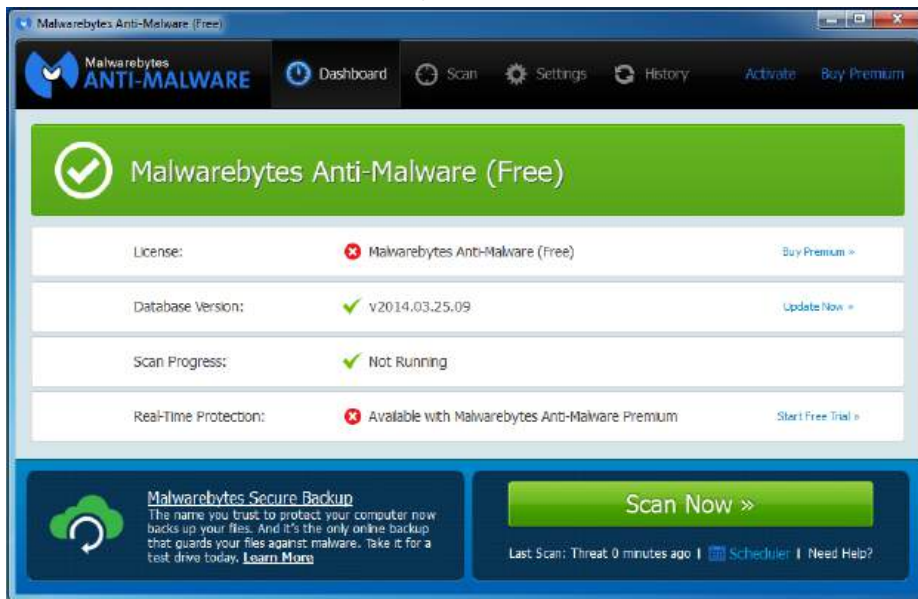 Malwarebytes Anti-Malware (Free)
Malwarebytes
ANTI-MALWARE
Dashboard
Scan
Settings
History
Activate
Buy Premium
Malwarebytes Anti-Malware (Free)
License: Malwarebytes Anti-Malware (Free) Buy Premium »
Database Version: v2014.03.25.09 Update Now »
Scan Progress: Not Running
Real-Time Protection: Available with Malwarebytes Anti-Malware Premium Start Free Trial »
Malwarebytes Secure Backup
The name you trust to protect your computer now
backs up your files. And it's the only online backup
that guards your files against malware. Take it for a
test drive today. Learn More
Scan Now »
Last Scan: Threat 0 minutes ago | Scheduler | Need Help?